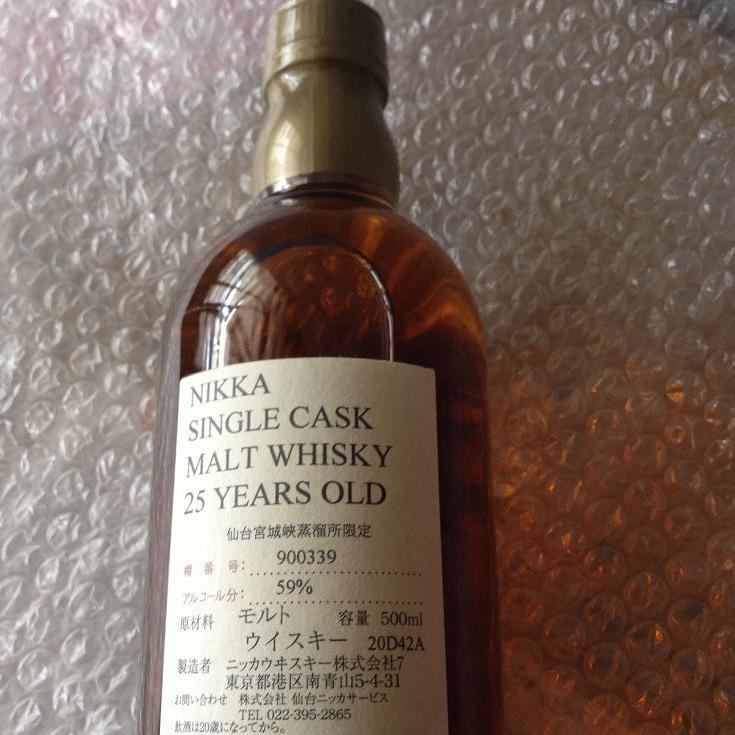 NIKKA
SINGLE CASK
MALT WHISKY
25 YEARS OLD
仙台宮城峡蒸溜所限定
樽 番 号: 900339
アルコール分: 59%
原材料 モルト 容量 500ml
ウイスキー 20D42A
製造者 ニッカウヰスキー株式会社7
東京都港区南青山5-4-31
お問い合わせ 株式会社 仙台ニッカサービス
TEL 022-395-2865
飲酒は20歳になってから。